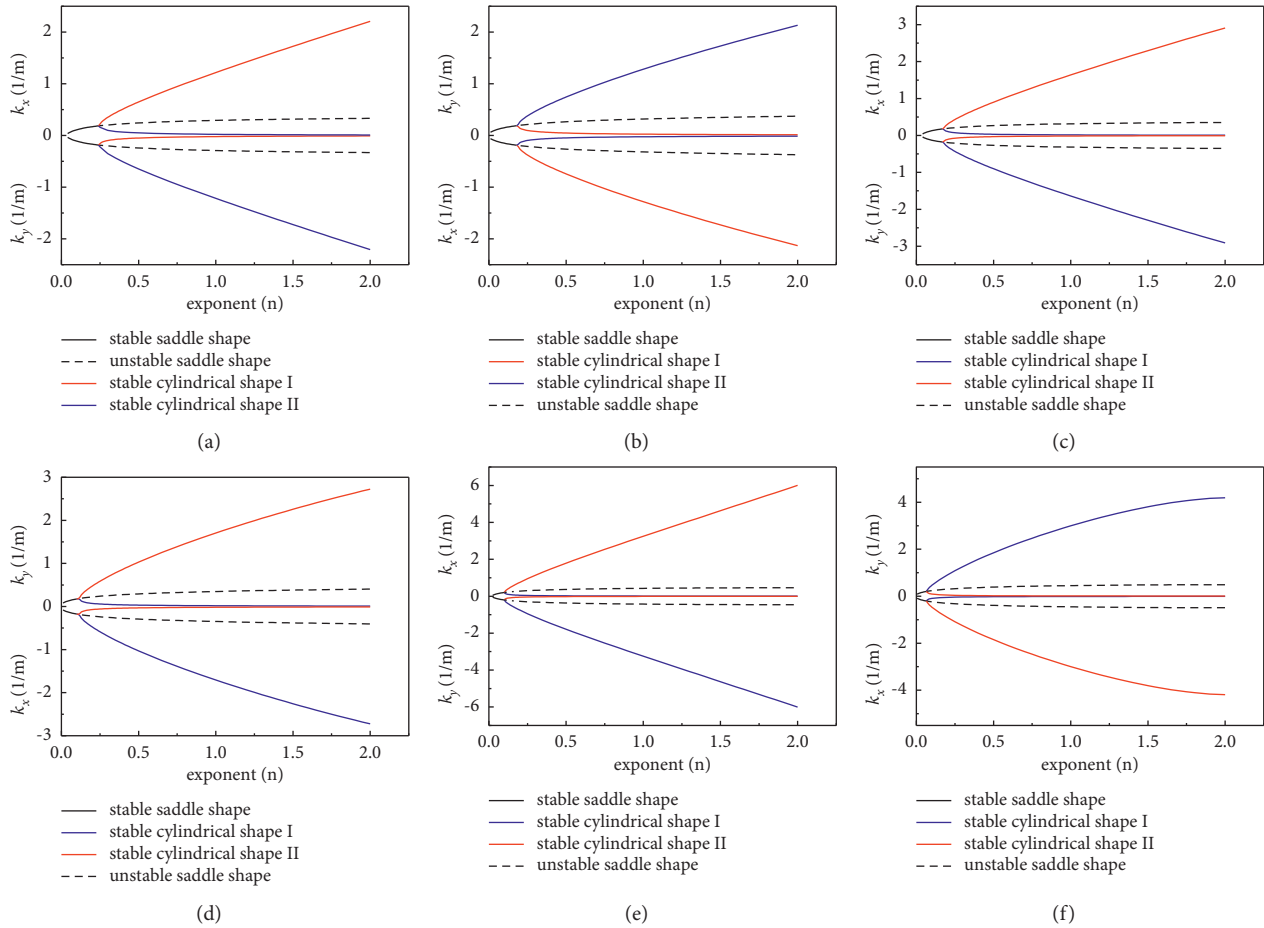 2
1
0
-1
-2
k_x (1/m)
k_y (1/m)
0.0 0.5 1.0 1.5 2.0
exponent (n)
stable saddle shape
unstable saddle shape
stable cylindrical shape I
stable cylindrical shape II
(a)
2
1
0
-1
-2
k_y (1/m)
k_x (1/m)
0.0 0.5 1.0 1.5 2.0
exponent (n)
stable saddle shape
stable cylindrical shape I
stable cylindrical shape II
unstable saddle shape
(b)
3
2
1
0
-1
-2
-3
k_x (1/m)
k_y (1/m)
0.0 0.5 1.0 1.5 2.0
exponent (n)
stable saddle shape
stable cylindrical shape I
stable cylindrical shape II
unstable saddle shape
(c)
3
2
1
0
-1
-2
-3
k_y (1/m)
k_x (1/m)
0.0 0.5 1.0 1.5 2.0
exponent (n)
stable saddle shape
stable cylindrical shape I
stable cylindrical shape II
unstable saddle shape
(d)
6
4
2
0
-2
-4
-6
k_x (1/m)
k_y (1/m)
0.0 0.5 1.0 1.5 2.0
exponent (n)
stable saddle shape
stable cylindrical shape I
stable cylindrical shape II
unstable saddle shape
(e)
4
2
0
-2
-4
k_y (1/m)
k_x (1/m)
0.0 0.5 1.0 1.5 2.0
exponent (n)
stable saddle shape
stable cylindrical shape I
stable cylindrical shape II
unstable saddle shape
(f)